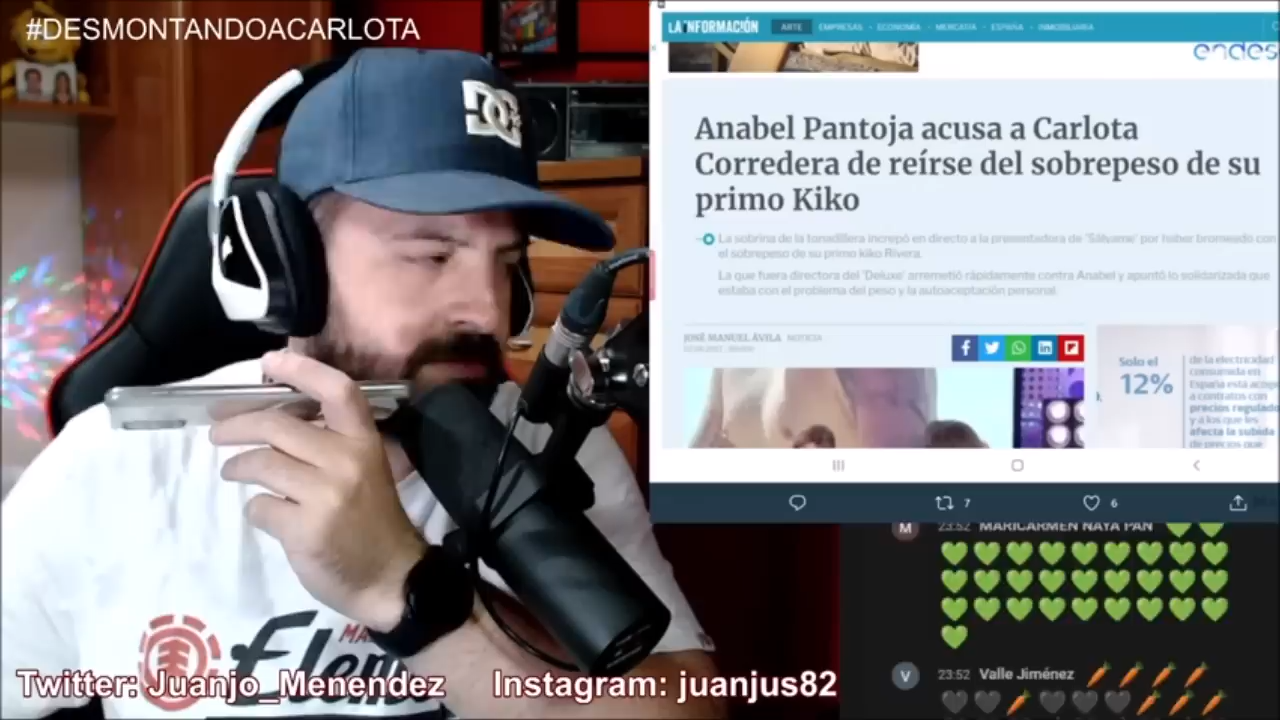 #DESMONTANDOACARLOTA
LA INFORMACIÓN
ARTE EMPRESAS ECONOMÍA MERCADOS ESPAÑA INMOBILIARIA
Anabel Pantoja acusa a Carlota
Corredera de reírse del sobrepeso de su
primo Kiko
La sobrina de la tonadillera increpó en directo a la presentadora de 'Sálvame' por haber bromeado con
el sobrepeso de su primo kiko Rivera.
La que fuera directora del 'Deluxe' arremetió rápidamente contra Anabel y apuntó lo solidarizada que
estaba con el problema del peso y la autoaceptación personal.
JOSÉ MANUEL ÁVILA NOTICIA
Solo el
12%
de la electricidad
consumida en
España está
a contratos con
precios
y a los que les
afecta la subida
de precios que
7
6
M 23:52 MARICARMEN NAYA PAN
V 23:52 Valle Jiménez
DC
Twitter: Juanjo_Menendez
Instagram: juanjus82